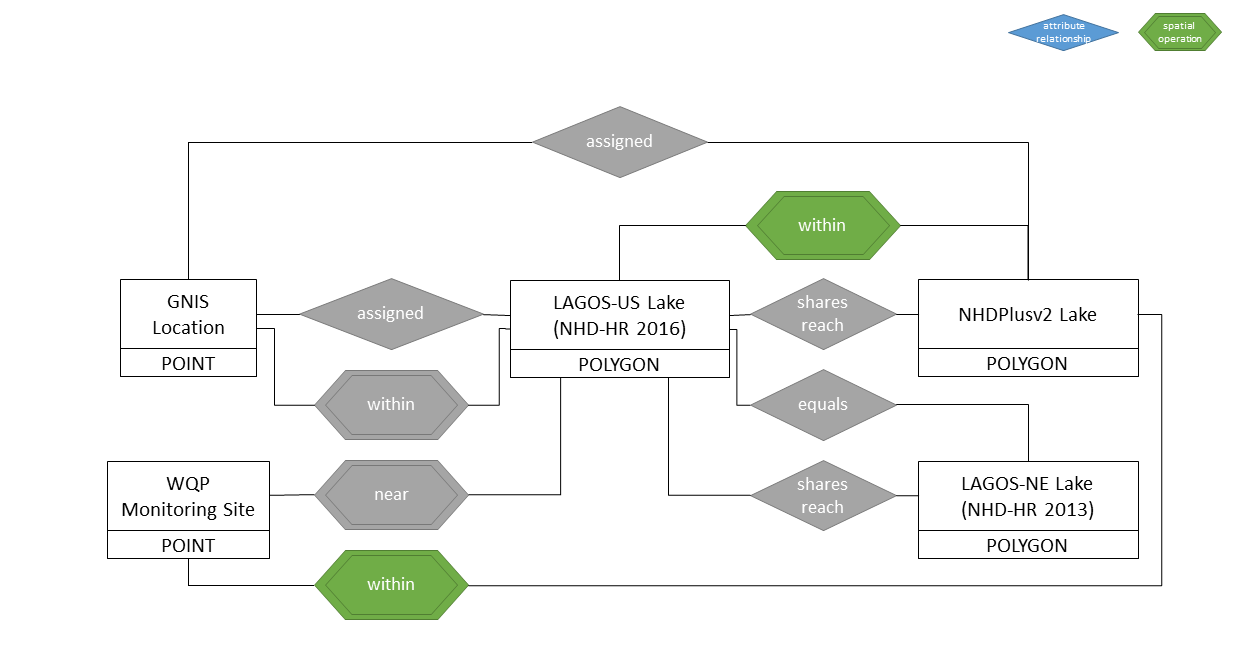 attribute
relationship
spatial
operation
assigned
within
GNIS
Location
POINT
assigned
LAGOS-US Lake
(NHD-HR 2016)
POLYGON
shares
reach
NHDPlusv2 Lake
POLYGON
within
equals
WQP
Monitoring Site
POINT
near
shares
reach
LAGOS-NE Lake
(NHD-HR 2013)
POLYGON
within